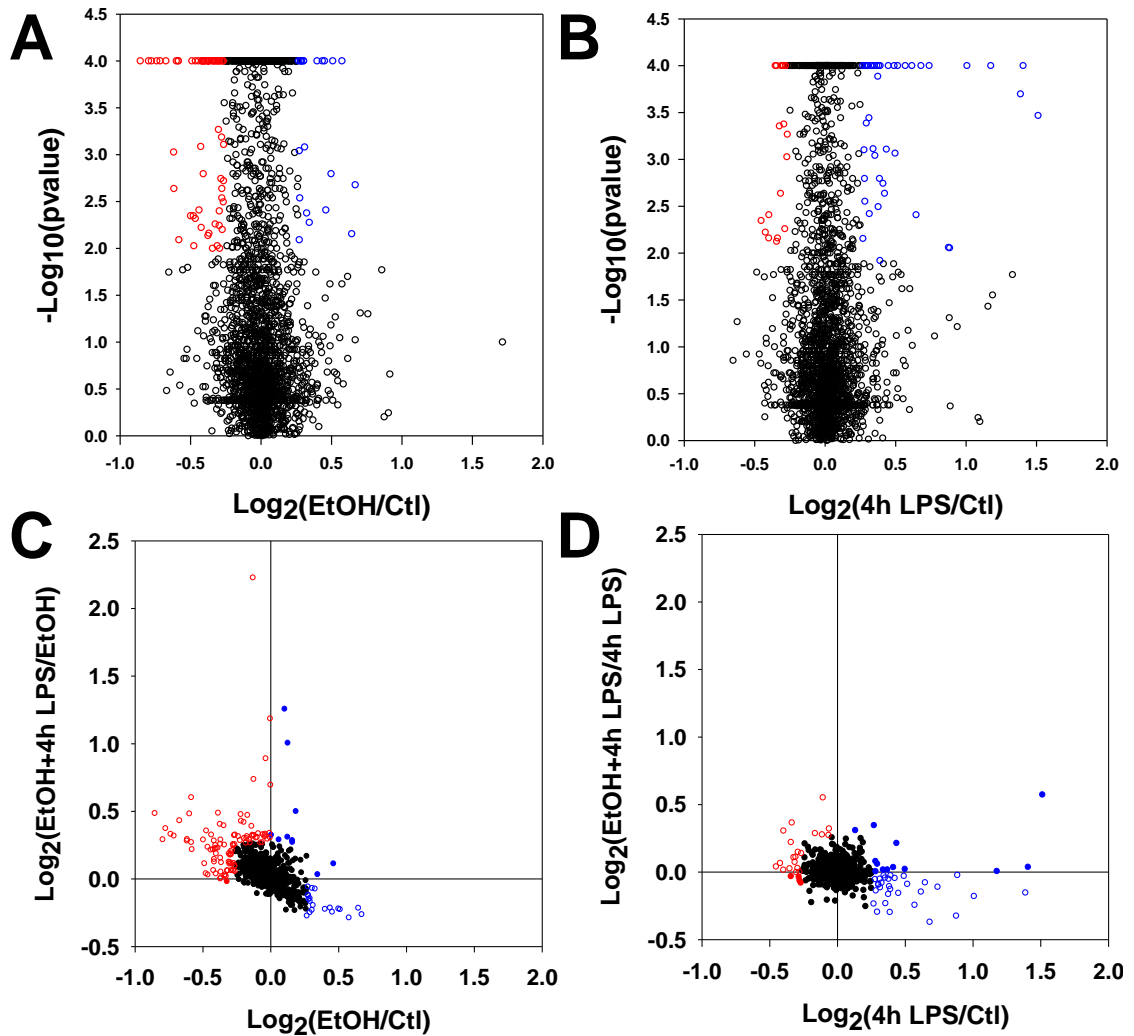 A
4.5
4.0
3.5
3.0
2.5
2.0
1.5
1.0
0.5
0.0
-Log10(pvalue)
-1.0 -0.5 0.0 0.5 1.0 1.5 2.0
Log2(EtOH/Ctl)
B
4.5
4.0
3.5
3.0
2.5
2.0
1.5
1.0
0.5
0.0
-Log10(pvalue)
-1.0 -0.5 0.0 0.5 1.0 1.5 2.0
Log2(4h LPS/Ctl)
C
2.5
2.0
1.5
1.0
0.5
0.0
-0.5
Log2(EtOH+4h LPS/EtOH)
-1.0 -0.5 0.0 0.5 1.0 1.5 2.0
Log2(EtOH/Ctl)
D
2.5
2.0
1.5
1.0
0.5
0.0
-0.5
Log2(EtOH+4h LPS/4h LPS)
-1.0 -0.5 0.0 0.5 1.0 1.5 2.0
Log2(4h LPS/Ctl)